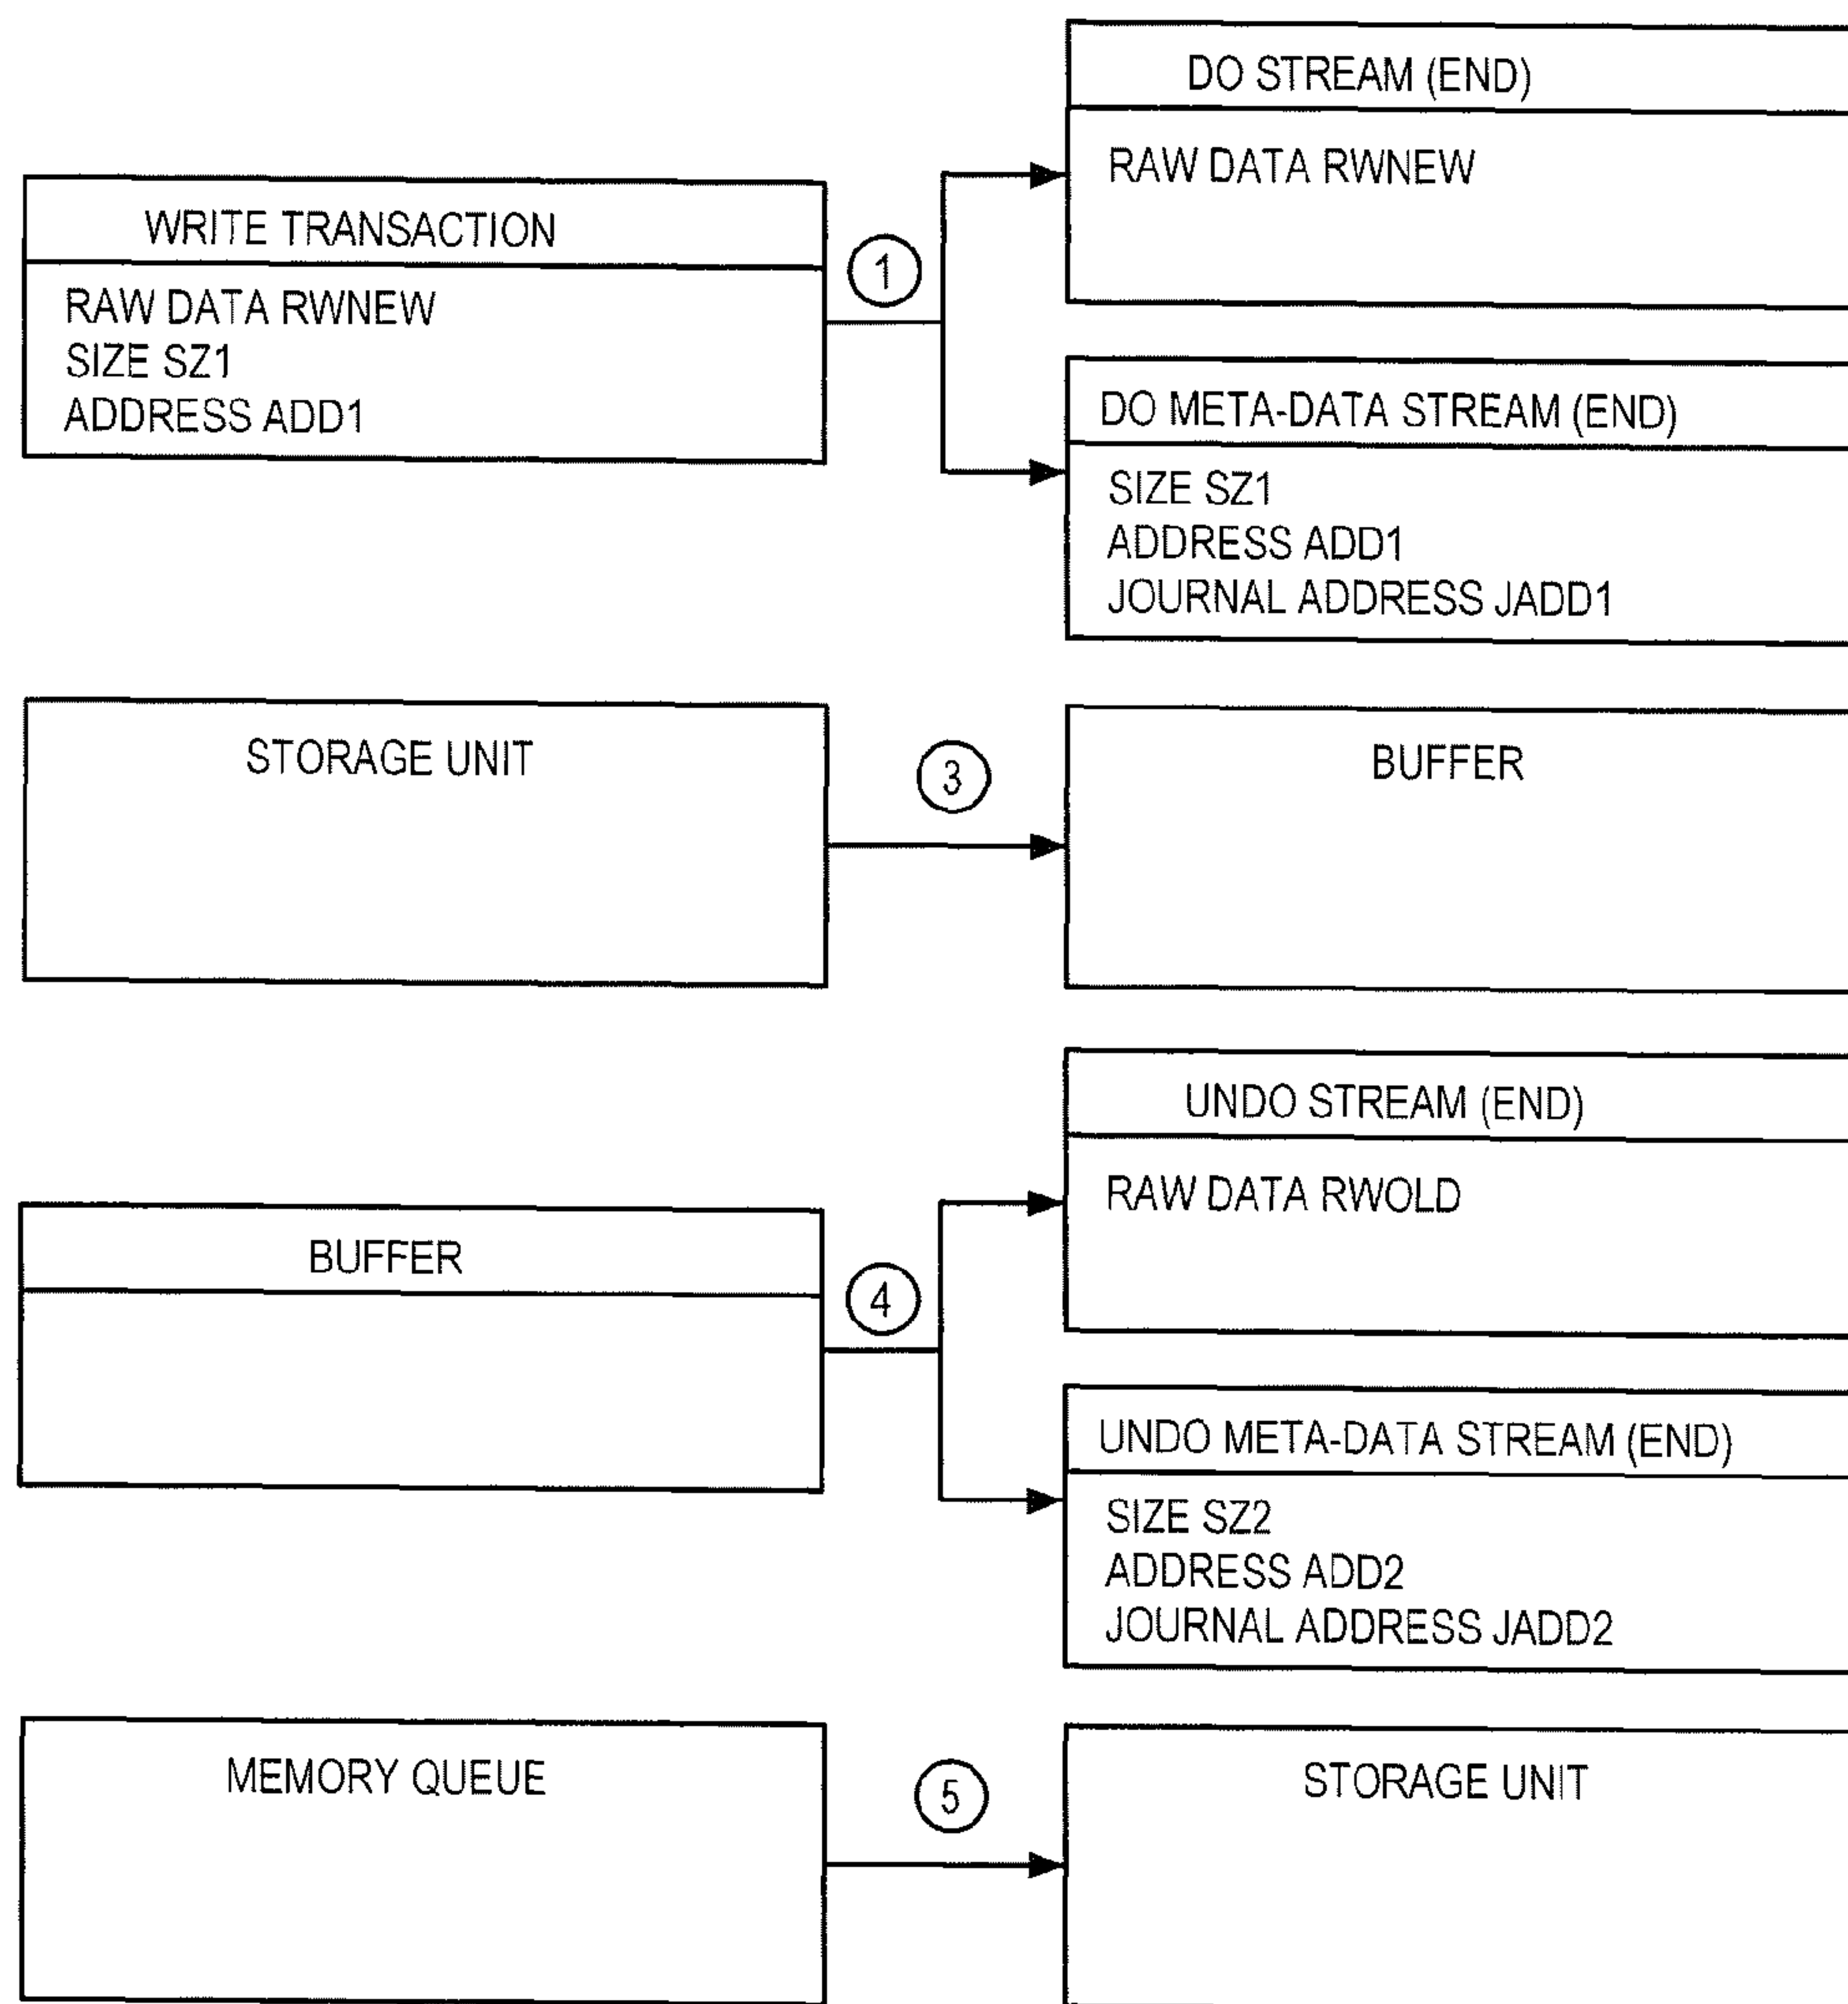 DO STREAM (END)
RAW DATA RWNEW
WRITE TRANSACTION
RAW DATA RWNEW
SIZE SZ1
ADDRESS ADD1
1
DO META-DATA STREAM (END)
SIZE SZ1
ADDRESS ADD1
JOURNAL ADDRESS JADD1
STORAGE UNIT
3
BUFFER
UNDO STREAM (END)
RAW DATA RWOLD
BUFFER
4
UNDO META-DATA STREAM (END)
SIZE SZ2
ADDRESS ADD2
JOURNAL ADDRESS JADD2
MEMORY QUEUE
5
STORAGE UNIT